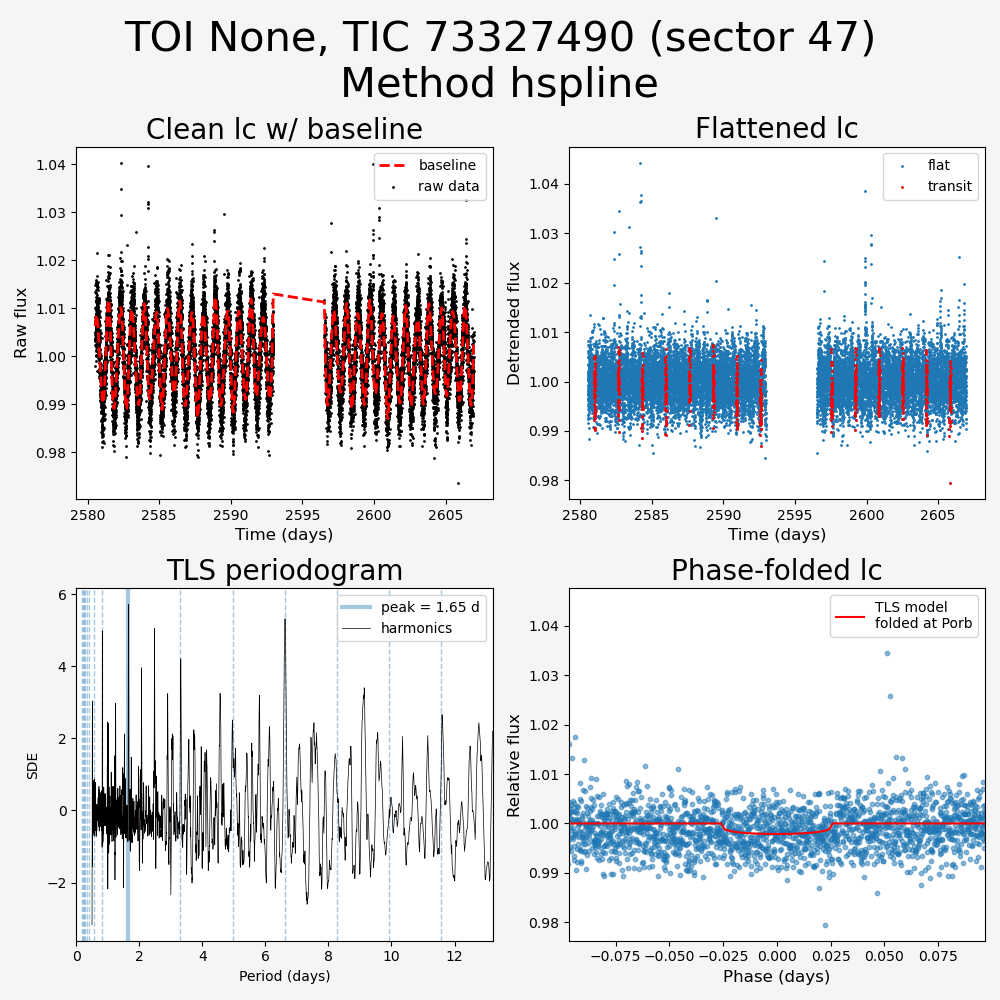 TOI None, TIC 73327490 (sector 47)
Method hspline
Clean lc w/ baseline
Flattened lc
baseline
raw data
flat
transit
1.04
1.03
1.02
1.01
1.00
0.99
0.98
Raw flux
2580
2585
2590
2595
2600
2605
Time (days)
1.04
1.03
1.02
1.01
1.00
0.99
0.98
Detrended flux
2580
2585
2590
2595
2600
2605
Time (days)
TLS periodogram
Phase-folded lc
peak = 1.65 d
harmonics
TLS model
folded at Porb
6
4
2
0
−2
SDE
0
2
4
6
8
10
12
Period (days)
1.04
1.03
1.02
1.01
1.00
0.99
0.98
Relative flux
−0.075
−0.050
−0.025
0.000
0.025
0.050
0.075
Phase (days)